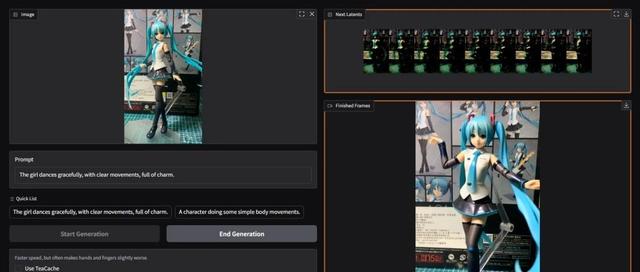 Image
Next Latents
Finished Frames
Prompt
The girl dances gracefully, with clear movements, full of charm.
Quick List
The girl dances gracefully, with clear movements, full of charm.
A character doing some simple body movements.
Start Generation
End Generation
Faster speed, but often makes hands and fingers slightly worse.
Use TeaCache